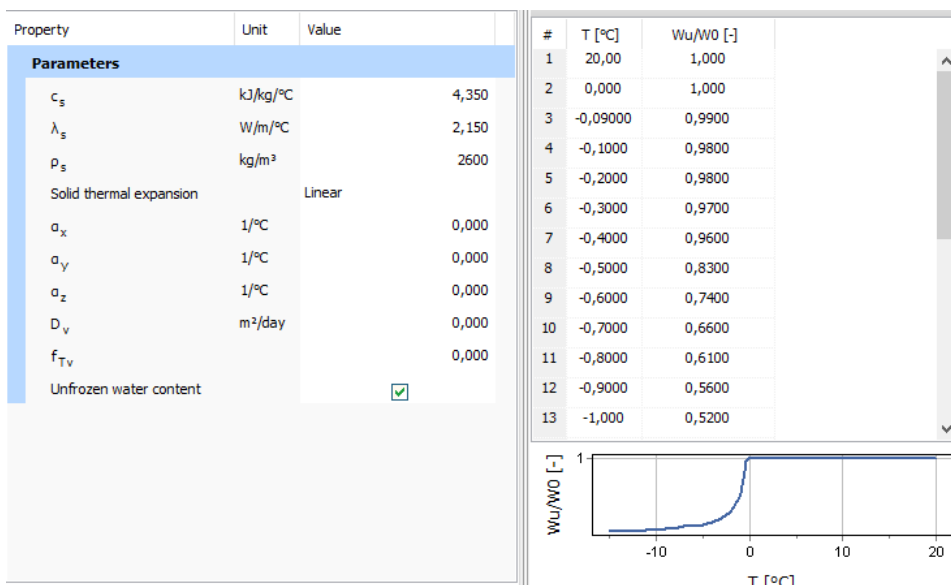 Property Unit Value
Parameters
cs kJ/kg/°C 4,350
λs W/m/°C 2,150
ρs kg/m³ 2600
Solid thermal expansion Linear
αx 1/°C 0,000
αy 1/°C 0,000
αz 1/°C 0,000
Dv m²/day 0,000
fTv 0,000
Unfrozen water content
# T [°C] Wu/W0 [-]
1 20,00 1,000
2 0,000 1,000
3 -0,09000 0,9900
4 -0,1000 0,9800
5 -0,2000 0,9800
6 -0,3000 0,9700
7 -0,4000 0,9600
8 -0,5000 0,8300
9 -0,6000 0,7400
10 -0,7000 0,6600
11 -0,8000 0,6100
12 -0,9000 0,5600
13 -1,000 0,5200
Wu/W0 [-]
1
-10 0 10 20
T [°C]